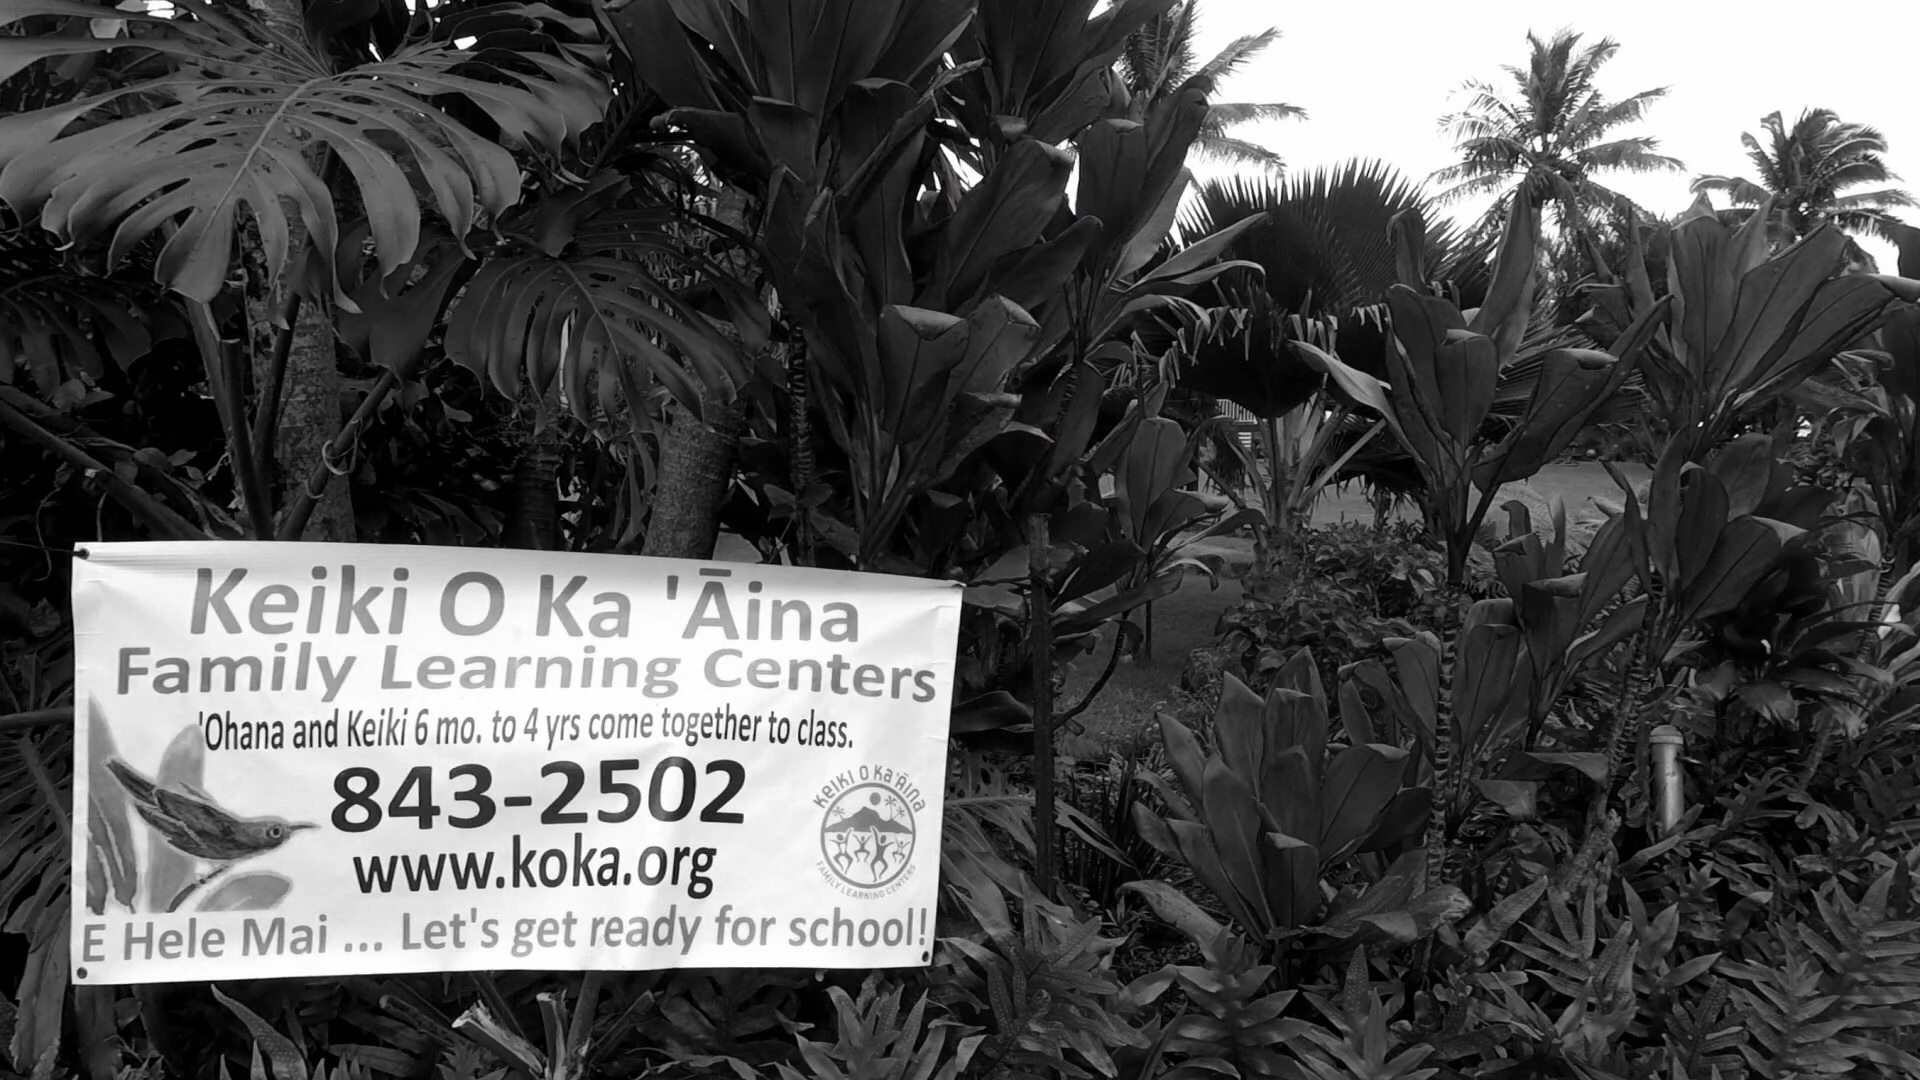 Keiki O Ka 'Āina
Family Learning Centers
'Ohana and Keiki 6 mo. to 4 yrs come together to class.
843-2502
www.koka.org
KEIKI O Ka 'Āina
FAMILY LEARNING CENTERS
E Hele Mai ... Let's get ready for school!